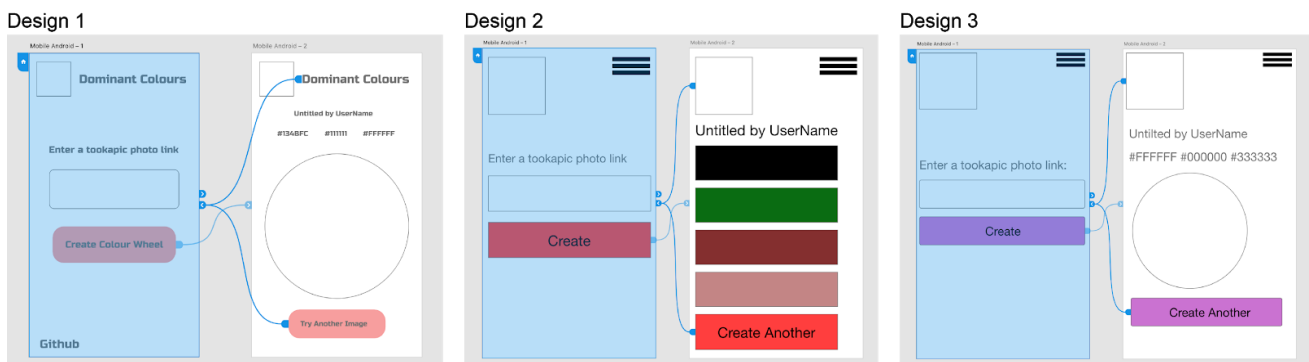 Design 1
Mobile Android – 1
Mobile Android – 2
Dominant Colours
Dominant Colours
Untitled by UserName
#134BFC #111111 #FFFFFF
Enter a tookapic photo link
Create Colour Wheel
Try Another Image
Github
Design 2
Mobile Android – 1
Mobile Android – 2
Untitled by UserName
Enter a tookapic photo link
Create
Create Another
Design 3
Mobile Android – 1
Mobile Android – 2
Untilted by UserName
#FFFFFF #000000 #333333
Enter a tookapic photo link:
Create
Create Another